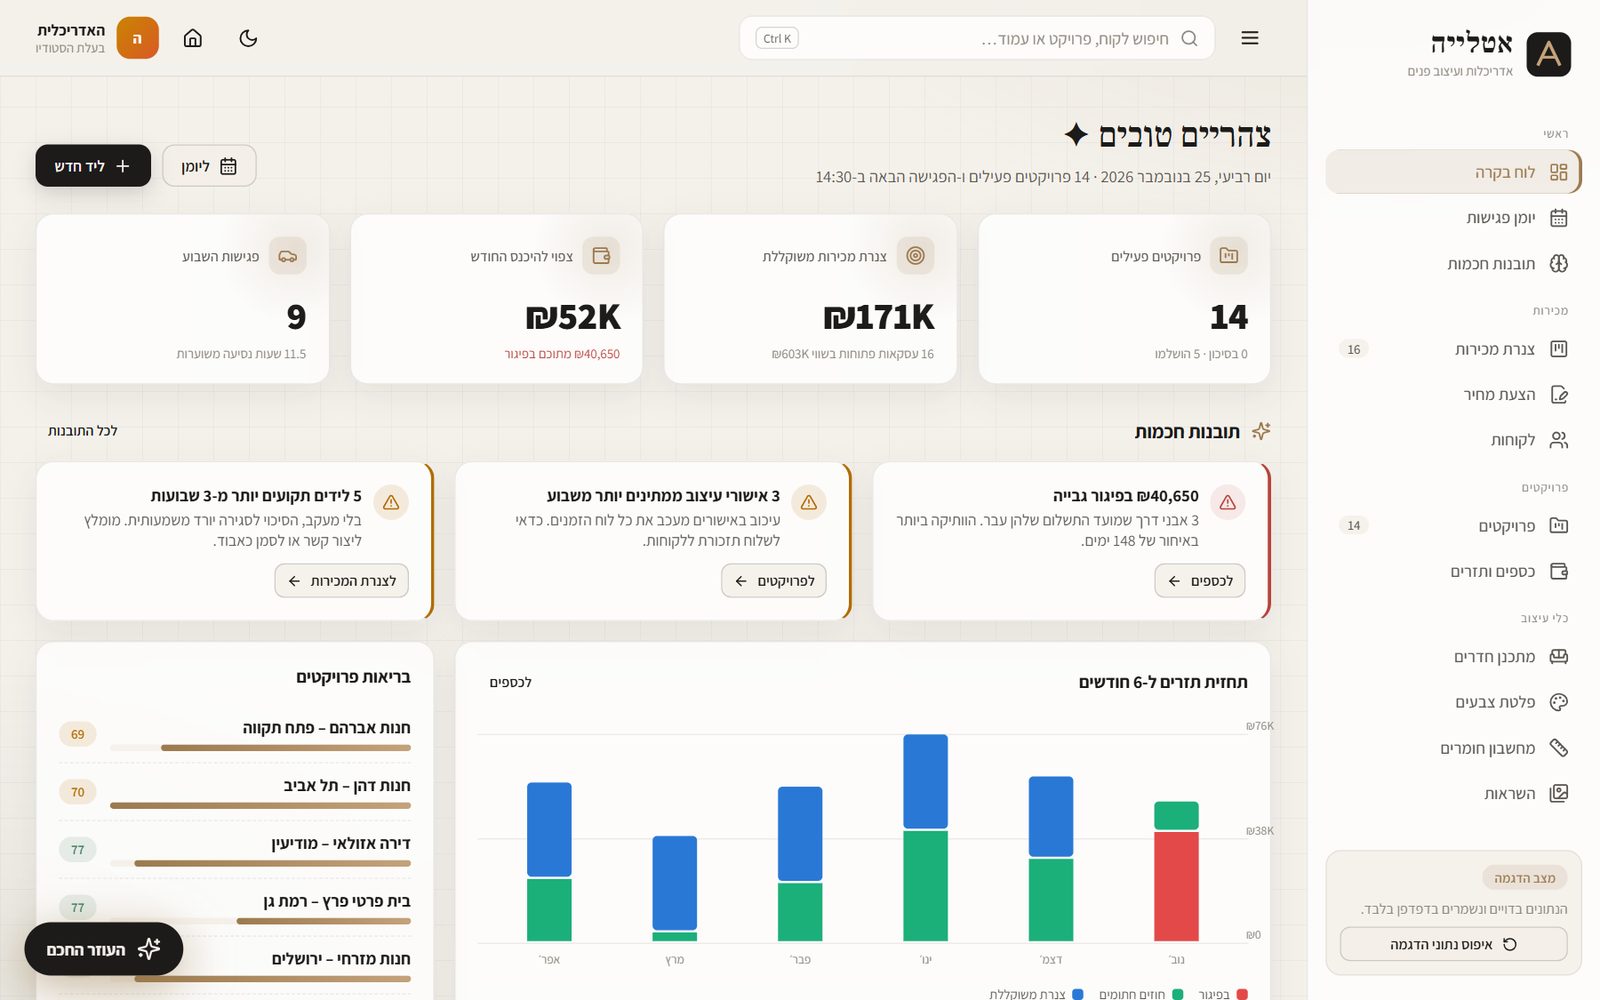 אטלייה
אדריכלות ועיצוב פנים
ראשי
לוח בקרה
יומן פגישות
תובנות חכמות
מכירות
צנרת מכירות
16
הצעת מחיר
לקוחות
פרויקטים
פרויקטים
14
כספים ותזרים
כלי עיצוב
מתכנן חדרים
פלטת צבעים
מחשבון חומרים
השראות
מצב הדגמה
הנתונים בדויים ונשמרים בדפדפן בלבד.
איפוס נתוני הדגמה
חיפוש לקוח, פרויקט או עמוד…
Ctrl K
ה
האדריכלית
בעלת הסטודיו
צהריים טובים ✦
יום רביעי, 25 בנובמבר 2026 · 14 פרויקטים פעילים ו-הפגישה הבאה ב-14:30
ליומן
ליד חדש
פרויקטים פעילים
14
0 בסיכון · 5 הושלמו
צנרת מכירות משוקללת
₪171K
16 עסקאות פתוחות בשווי ₪603K
צפוי להיכנס החודש
₪52K
₪40,650 מתוכם בפיגור
פגישות השבוע
9
11.5 שעות נסיעה משוערות
תובנות חכמות
לכל התובנות
₪40,650 בפיגור גבייה
3 אבני דרך שמועד התשלום שלהן עבר. הוותיקה ביותר
באיחור של 148 ימים.
לכספים
3 אישורי עיצוב ממתינים יותר משבוע
עיכוב באישורים מעכב את כל לוח הזמנים. כדאי
לשלוח תזכורת ללקוחות.
לפרויקטים
5 לידים תקועים יותר מ-3 שבועות
בלי מעקב, הסיכוי לסגירה יורד משמעותית. מומלץ
ליצור קשר או לסמן כאבוד.
לצנרת המכירות
תחזית תזרים ל-6 חודשים
לכספים
₪76K
₪38K
₪0
נוב׳
דצמ׳
ינו׳
פבר׳
מרץ
אפר׳
בפיגור
חוזים חתומים
צנרת משוקללת
בריאות פרויקטים
חנות אברהם – פתח תקווה
69
חנות דהן – תל אביב
70
דירה אזולאי – מודיעין
77
בית פרטי פרץ – רמת גן
77
חנות מזרחי – ירושלים
העוזר החכם